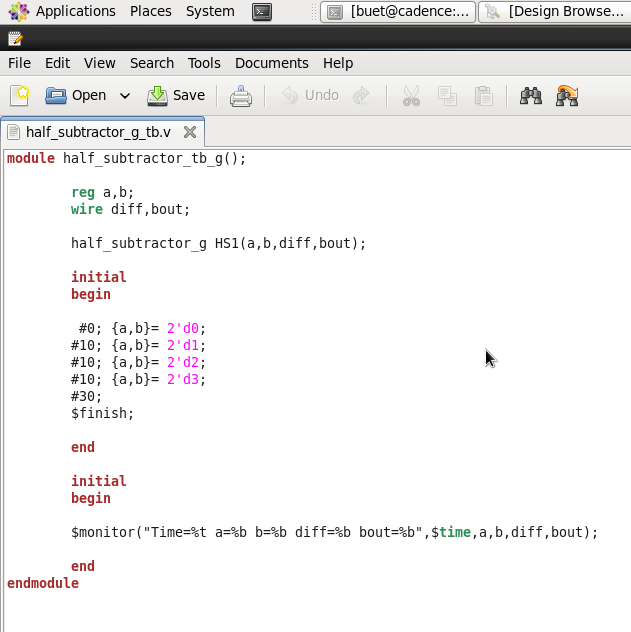 Applications Places System [buet@cadence:... [Design Browse...
File Edit View Search Tools Documents Help
Open Save Undo
half_subtractor_g_tb.v
module half_subtractor_tb_g();
reg a,b;
wire diff,bout;
half_subtractor_g HS1(a,b,diff,bout);
initial
begin
#0; {a,b}= 2'd0;
#10; {a,b}= 2'd1;
#10; {a,b}= 2'd2;
#10; {a,b}= 2'd3;
#30;
$finish;
end
initial
begin
$monitor("Time=%t a=%b b=%b diff=%b bout=%b",$time,a,b,diff,bout);
end
endmodule